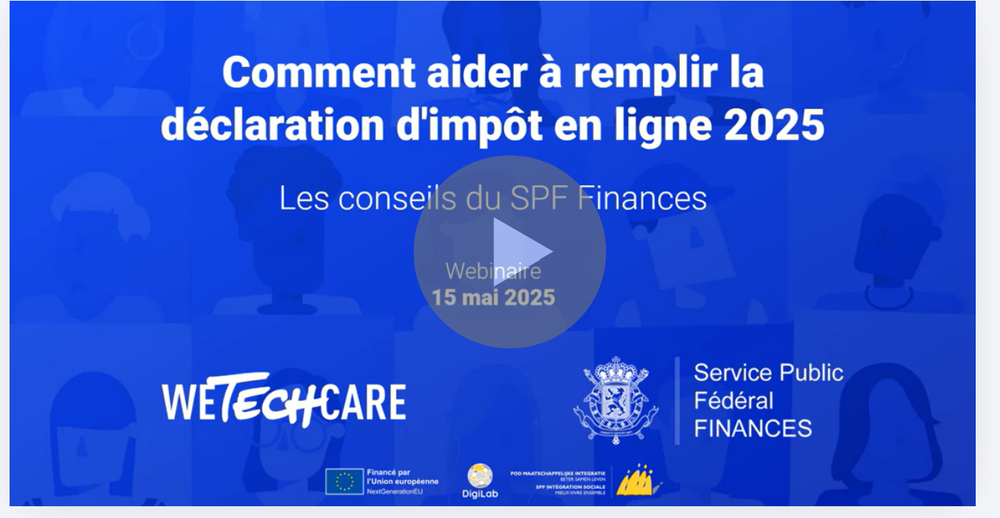 Comment aider à remplir la
déclaration d'impôt en ligne 2025
Les conseils du SPF Finances
Webinaire
15 mai 2025
WETECHCARE
Service Public
Fédéral
FINANCES
Financé par
l'Union européenne
NextGenerationEU
DigiLab
POD MAATSCHAPPELIJKE INTEGRATIE
BETER SAMEN LEVEN
SPP INTÉGRATION SOCIALE
MIEUX VIVRE ENSEMBLE